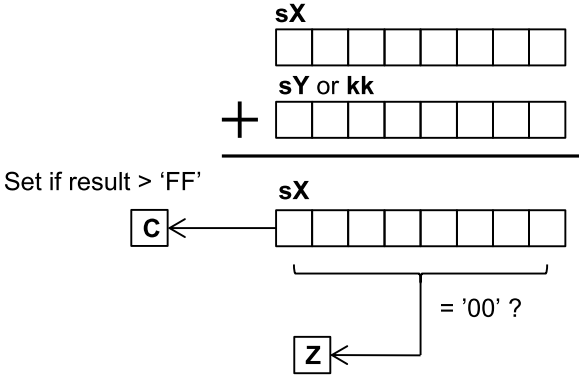 sX
sY or kk
+
Set if result > ‘FF’
sX
C
= ’00’ ?
Z